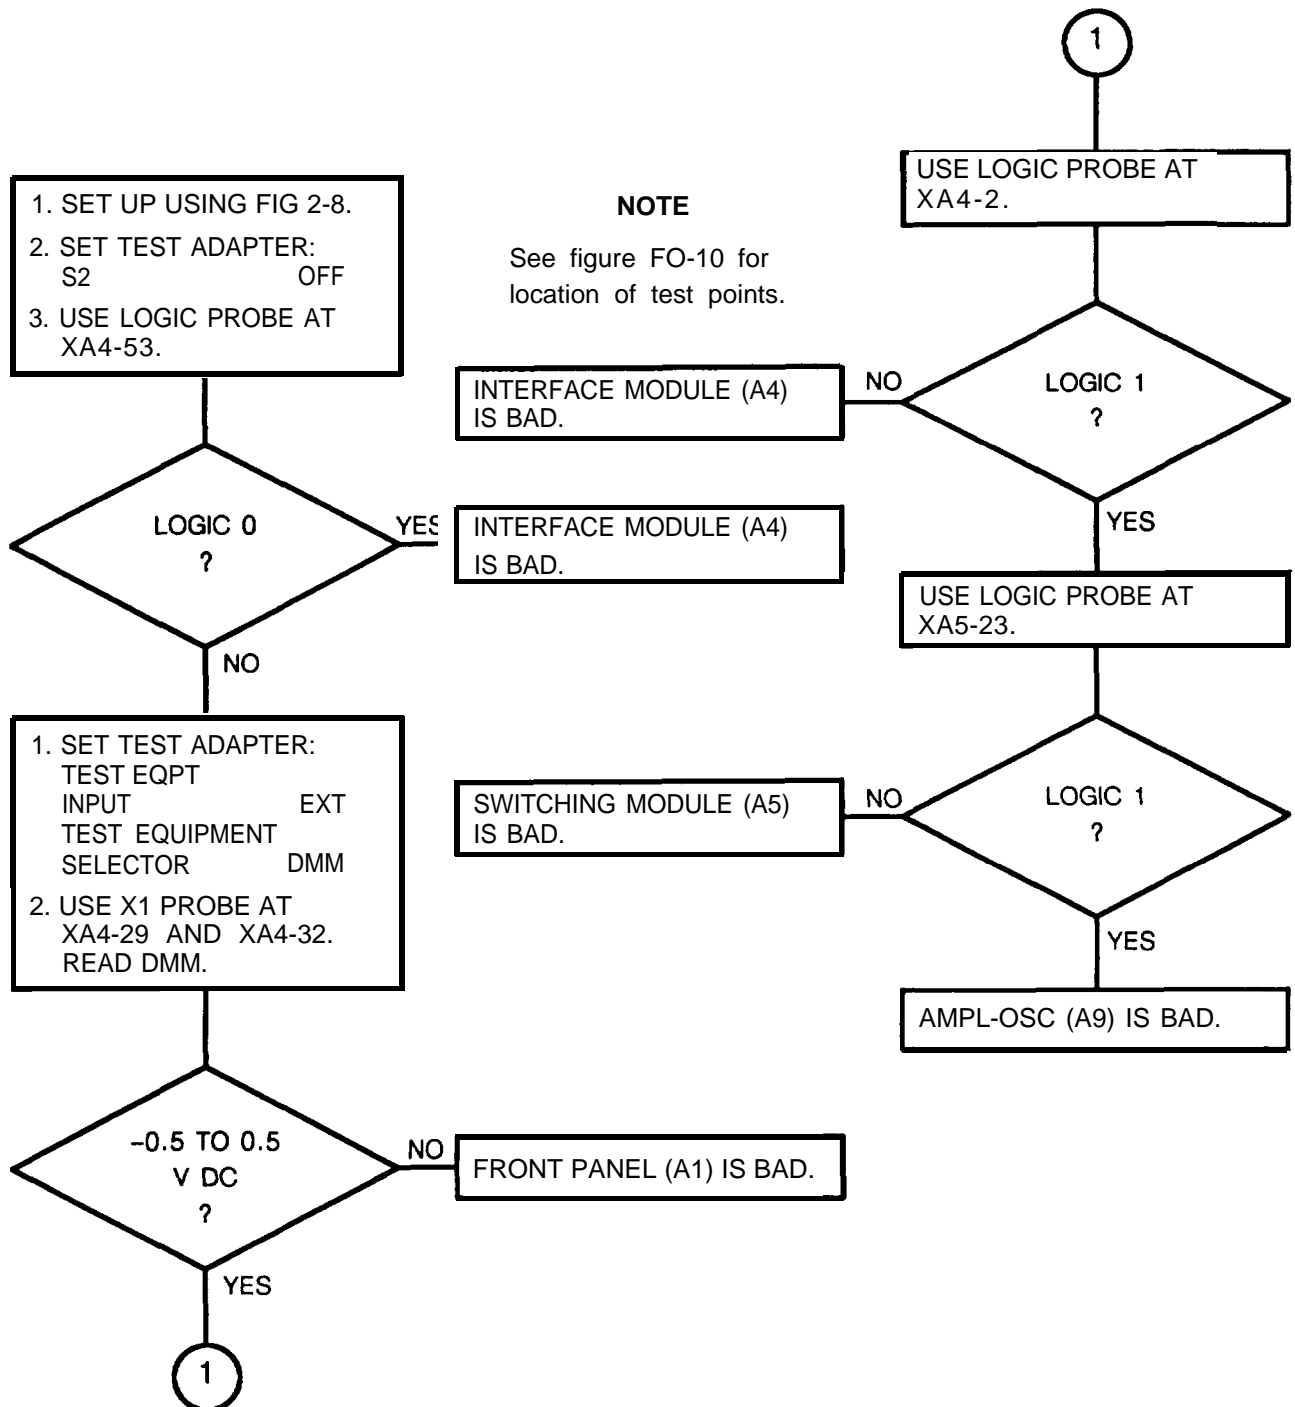 1. SET UP USING FIG 2-8.
2. SET TEST ADAPTER:
S2 OFF
3. USE LOGIC PROBE AT
XA4-53.
LOGIC 0
?
YES
INTERFACE MODULE (A4)
IS BAD.
NO
1. SET TEST ADAPTER:
TEST EQPT
INPUT EXT
TEST EQUIPMENT
SELECTOR DMM
2. USE X1 PROBE AT
XA4-29 AND XA4-32.
READ DMM.
-0.5 TO 0.5
V DC
?
NO
FRONT PANEL (A1) IS BAD.
YES
1
NOTE
See figure FO-10 for
location of test points.
1
USE LOGIC PROBE AT
XA4-2.
LOGIC 1
?
NO
INTERFACE MODULE (A4)
IS BAD.
YES
USE LOGIC PROBE AT
XA5-23.
LOGIC 1
?
NO
SWITCHING MODULE (A5)
IS BAD.
YES
AMPL-OSC (A9) IS BAD.